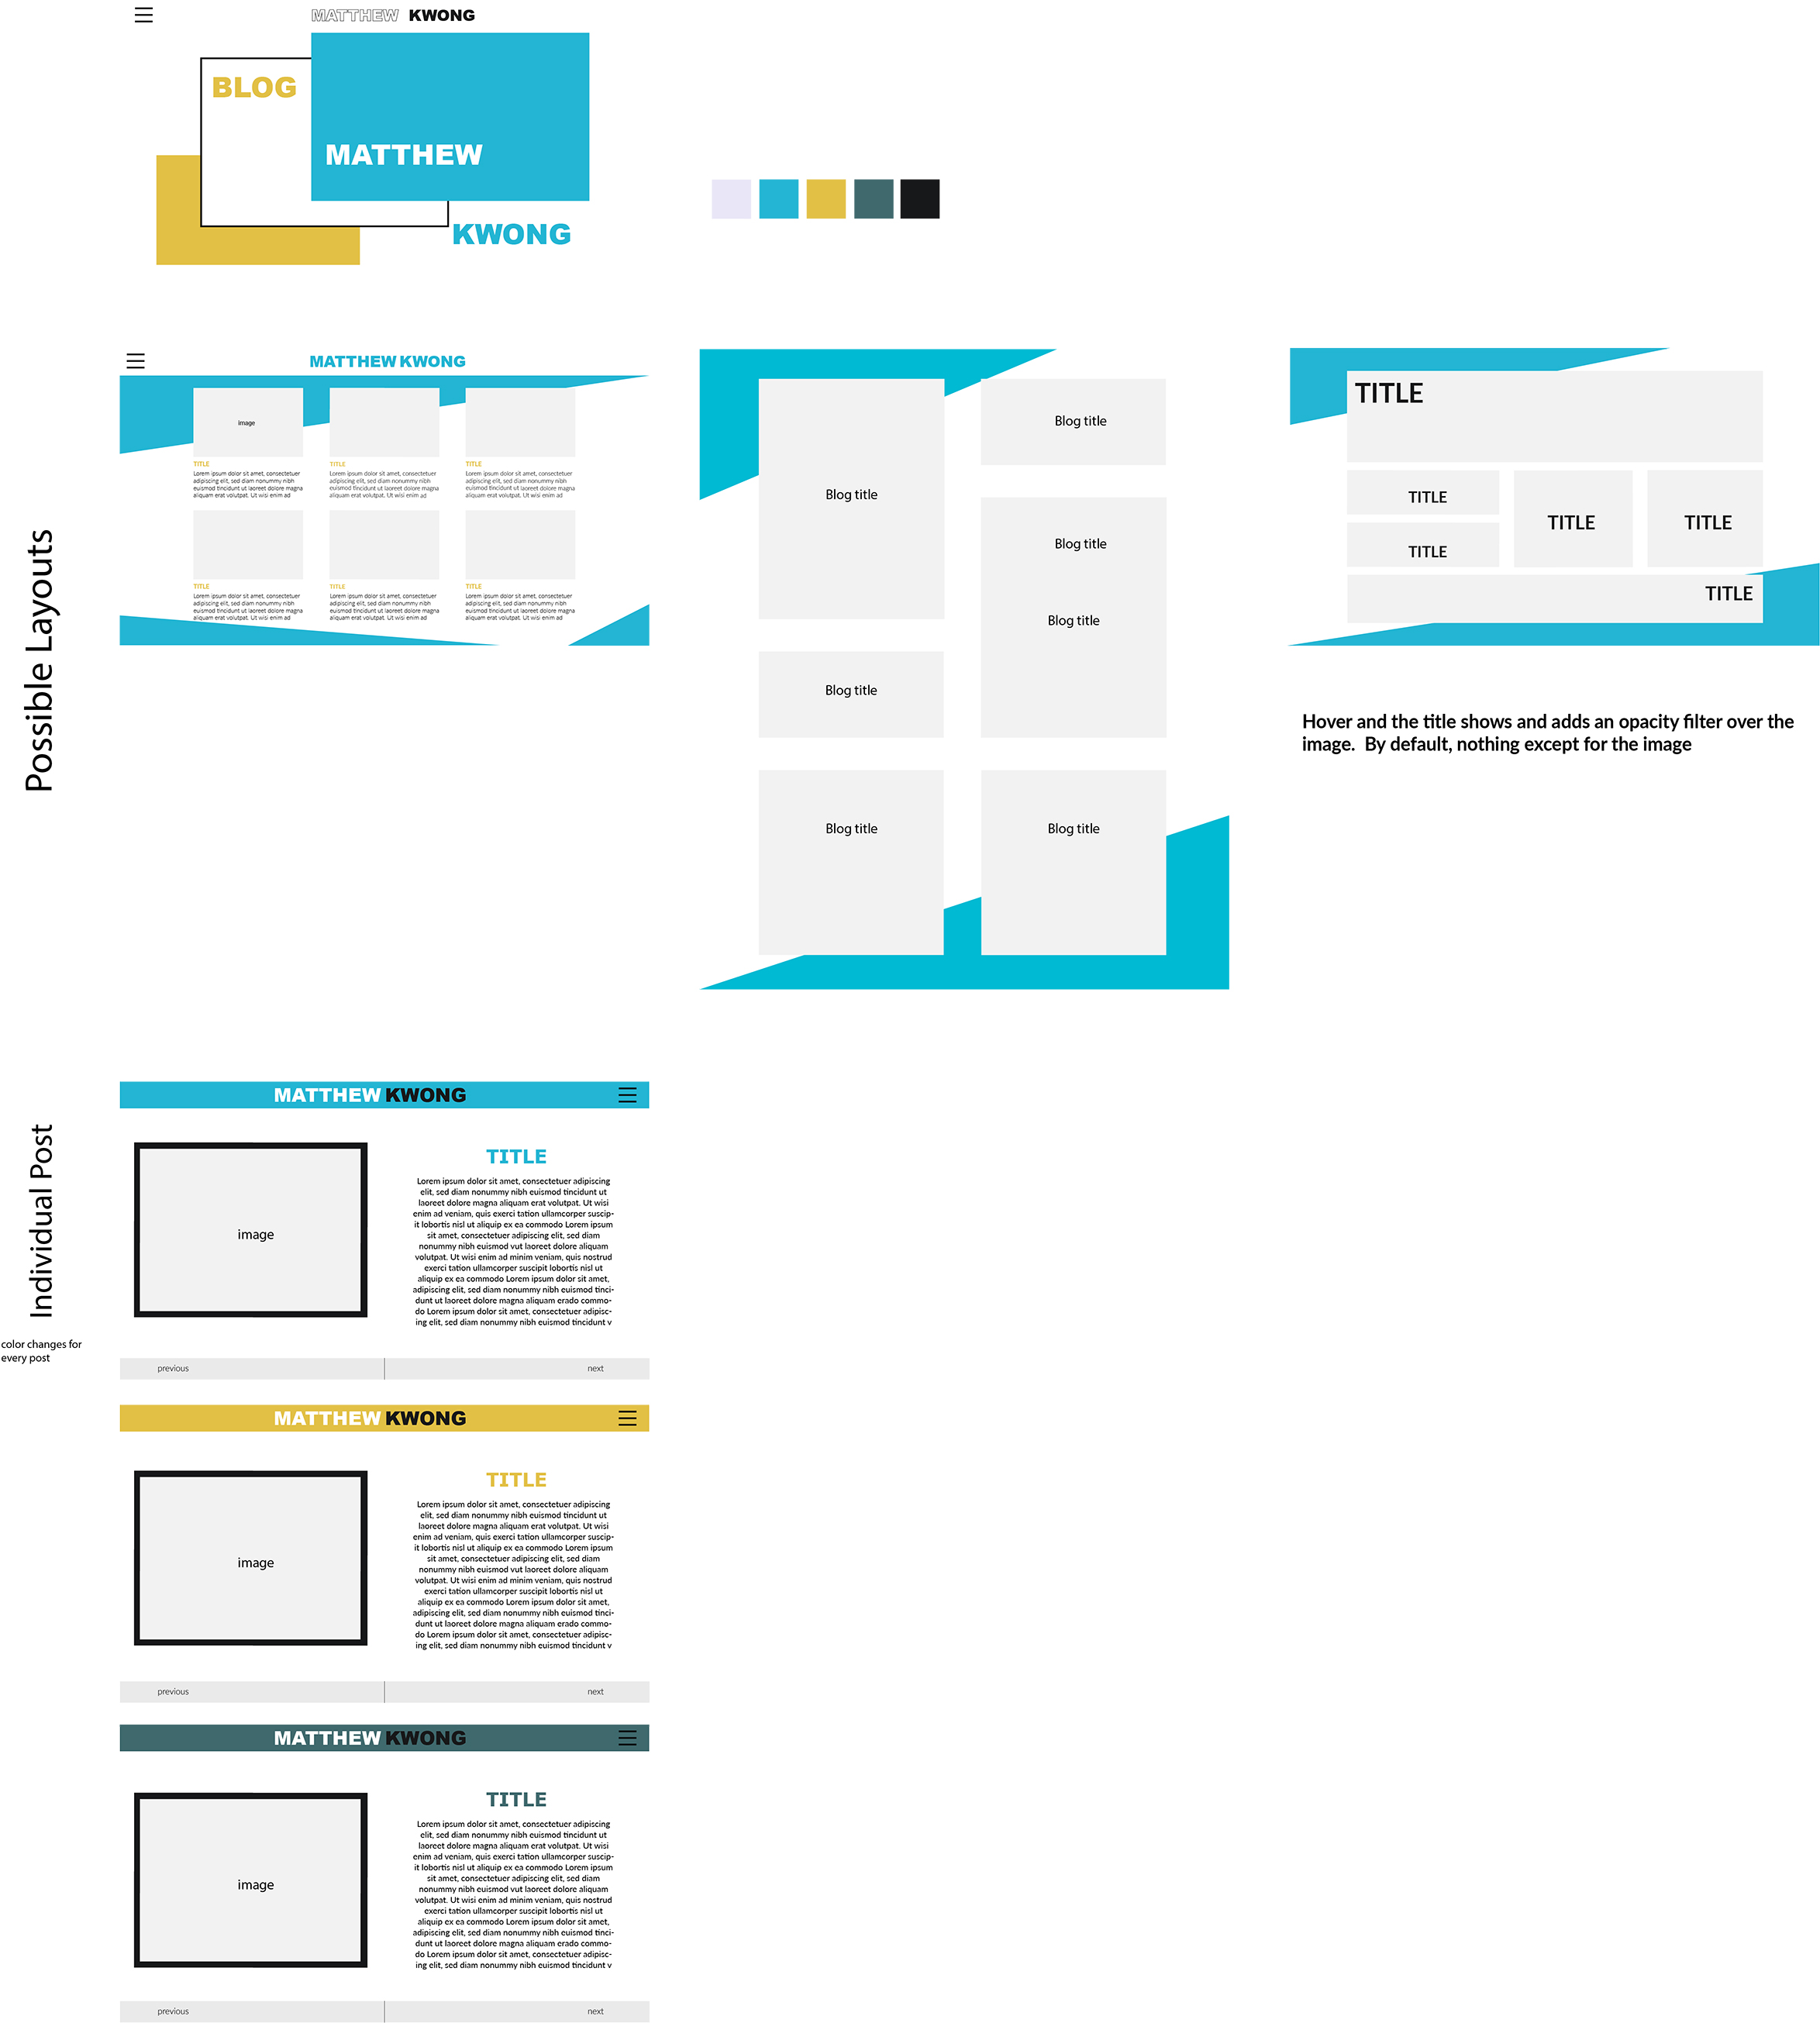 MATTHEW KWONG
BLOG
MATTHEW
KWONG
Possible Layouts
MATTHEW KWONG
image
TITLE
Lorem ipsum dolor sit amet, consectetuer
adipiscing elit, sed diam nonummy nibh
euismod tincidunt ut laoreet dolore magna
aliquam erat volutpat. Ut wisi enim ad
TITLE
Lorem ipsum dolor sit amet, consectetuer
adipiscing elit, sed diam nonummy nibh
euismod tincidunt ut laoreet dolore magna
aliquam erat volutpat. Ut wisi enim ad
TITLE
Lorem ipsum dolor sit amet, consectetuer
adipiscing elit, sed diam nonummy nibh
euismod tincidunt ut laoreet dolore magna
aliquam erat volutpat. Ut wisi enim ad
TITLE
Lorem ipsum dolor sit amet, consectetuer
adipiscing elit, sed diam nonummy nibh
euismod tincidunt ut laoreet dolore magna
aliquam erat volutpat. Ut wisi enim ad
TITLE
Lorem ipsum dolor sit amet, consectetuer
adipiscing elit, sed diam nonummy nibh
euismod tincidunt ut laoreet dolore magna
aliquam erat volutpat. Ut wisi enim ad
TITLE
Lorem ipsum dolor sit amet, consectetuer
adipiscing elit, sed diam nonummy nibh
euismod tincidunt ut laoreet dolore magna
aliquam erat volutpat. Ut wisi enim ad
Blog title
Blog title
Blog title
Blog title
Blog title
Blog title
Blog title
TITLE
TITLE
TITLE
TITLE
TITLE
TITLE
Hover and the title shows and adds an opacity filter over the
image.  By default, nothing except for the image
Individual Post
color changes for
every post
MATTHEW KWONG
image
TITLE
Lorem ipsum dolor sit amet, consectetuer adipiscing
elit, sed diam nonummy nibh euismod tincidunt ut
laoreet dolore magna aliquam erat volutpat. Ut wisi
enim ad veniam, quis exerci tation ullamcorper suscip-
it lobortis nisl ut aliquip ex ea commodo Lorem ipsum
sit amet, consectetuer adipiscing elit, sed diam
nonummy nibh euismod vut laoreet dolore aliquam
volutpat. Ut wisi enim ad minim veniam, quis nostrud
exerci tation ullamcorper suscipit lobortis nisl ut
aliquip ex ea commodo Lorem ipsum dolor sit amet,
adipiscing elit, sed diam nonummy nibh euismod tinci-
dunt ut laoreet dolore magna aliquam erado commo-
do Lorem ipsum dolor sit amet, consectetuer adipisc-
ing elit, sed diam nonummy nibh euismod tincidunt v
previous
next
MATTHEW KWONG
image
TITLE
Lorem ipsum dolor sit amet, consectetuer adipiscing
elit, sed diam nonummy nibh euismod tincidunt ut
laoreet dolore magna aliquam erat volutpat. Ut wisi
enim ad veniam, quis exerci tation ullamcorper suscip-
it lobortis nisl ut aliquip ex ea commodo Lorem ipsum
sit amet, consectetuer adipiscing elit, sed diam
nonummy nibh euismod vut laoreet dolore aliquam
volutpat. Ut wisi enim ad minim veniam, quis nostrud
exerci tation ullamcorper suscipit lobortis nisl ut
aliquip ex ea commodo Lorem ipsum dolor sit amet,
adipiscing elit, sed diam nonummy nibh euismod tinci-
dunt ut laoreet dolore magna aliquam erado commo-
do Lorem ipsum dolor sit amet, consectetuer adipisc-
ing elit, sed diam nonummy nibh euismod tincidunt v
previous
next
MATTHEW KWONG
image
TITLE
Lorem ipsum dolor sit amet, consectetuer adipiscing
elit, sed diam nonummy nibh euismod tincidunt ut
laoreet dolore magna aliquam erat volutpat. Ut wisi
enim ad veniam, quis exerci tation ullamcorper suscip-
it lobortis nisl ut aliquip ex ea commodo Lorem ipsum
sit amet, consectetuer adipiscing elit, sed diam
nonummy nibh euismod vut laoreet dolore aliquam
volutpat. Ut wisi enim ad minim veniam, quis nostrud
exerci tation ullamcorper suscipit lobortis nisl ut
aliquip ex ea commodo Lorem ipsum dolor sit amet,
adipiscing elit, sed diam nonummy nibh euismod tinci-
dunt ut laoreet dolore magna aliquam erado commo-
do Lorem ipsum dolor sit amet, consectetuer adipisc-
ing elit, sed diam nonummy nibh euismod tincidunt v
previous
next